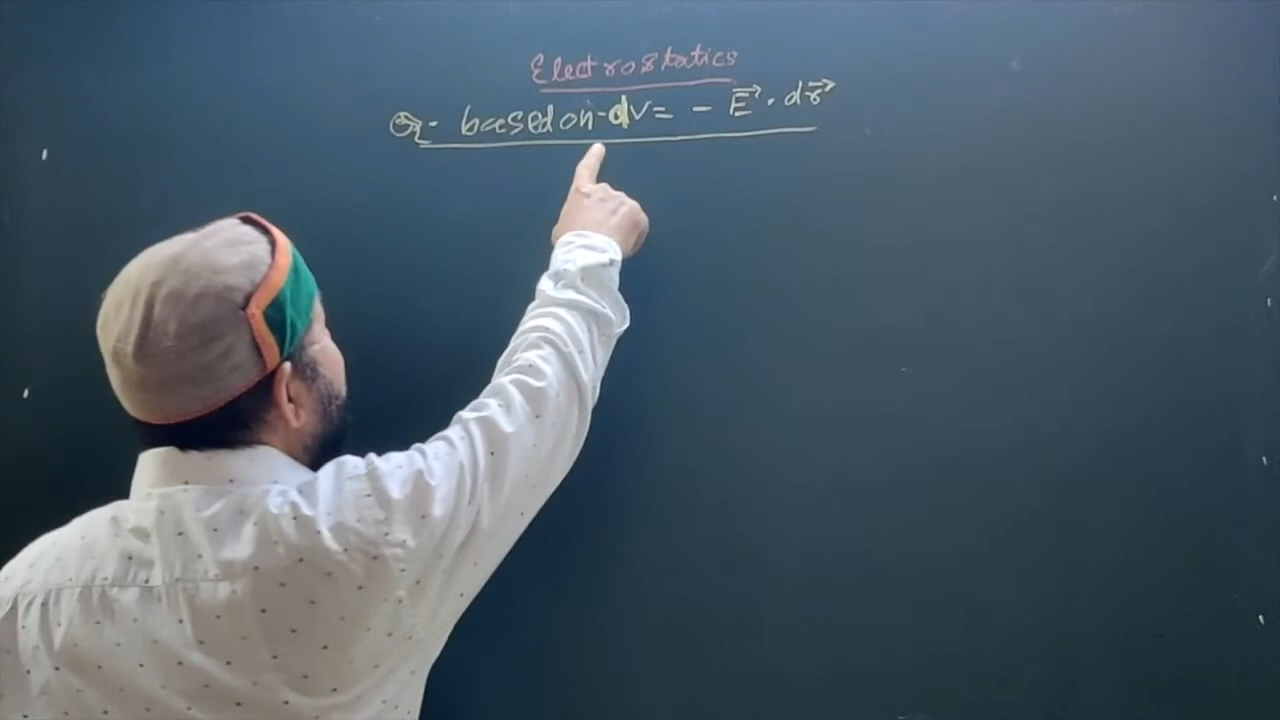 Electrostatics
Q- based on - dV = - E⃗ . dr⃗